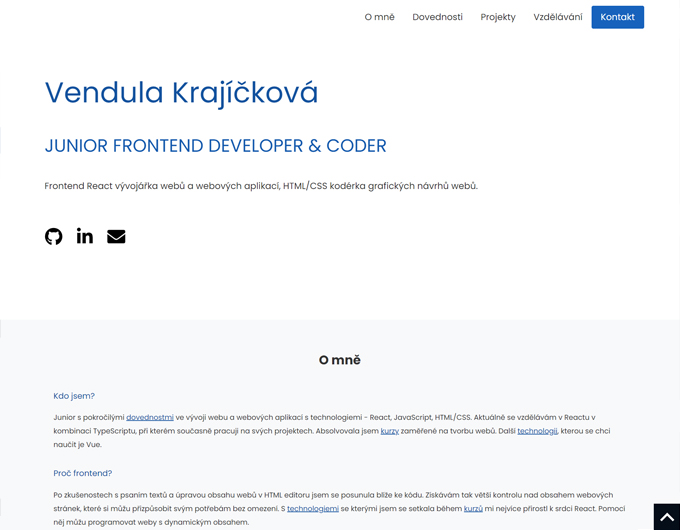 O mně Dovednosti Projekty Vzdělávání Kontakt
Vendula Krajíčková
JUNIOR FRONTEND DEVELOPER & CODER
Frontend React vývojářka webů a webových aplikací, HTML/CSS kodérka grafických návrhů webů.
O mně
Kdo jsem?
Junior s pokročilými dovednostmi ve vývoji webu a webových aplikací s technologiemi - React, JavaScript, HTML/CSS. Aktuálně se vzdělávám v Reactu v
kombinaci TypeScriptu, při kterém současně pracuji na svých projektech. Absolvovala jsem kurzy zaměřené na tvorbu webů. Další technologií, kterou se chci
naučit je Vue.
Proč frontend?
Po zkušenostech s psaním textů a úpravou obsahu webů v HTML editoru jsem se posunula blíže ke kódu. Získávám tak větší kontrolu nad obsahem webových
stránek, které si můžu přizpůsobit svým potřebám bez omezení. S technologiemi se kterými jsem se setkala během kurzů mi nejvíce přirostl k srdci React. Pomocí
něj můžu programovat weby s dynamickým obsahem.